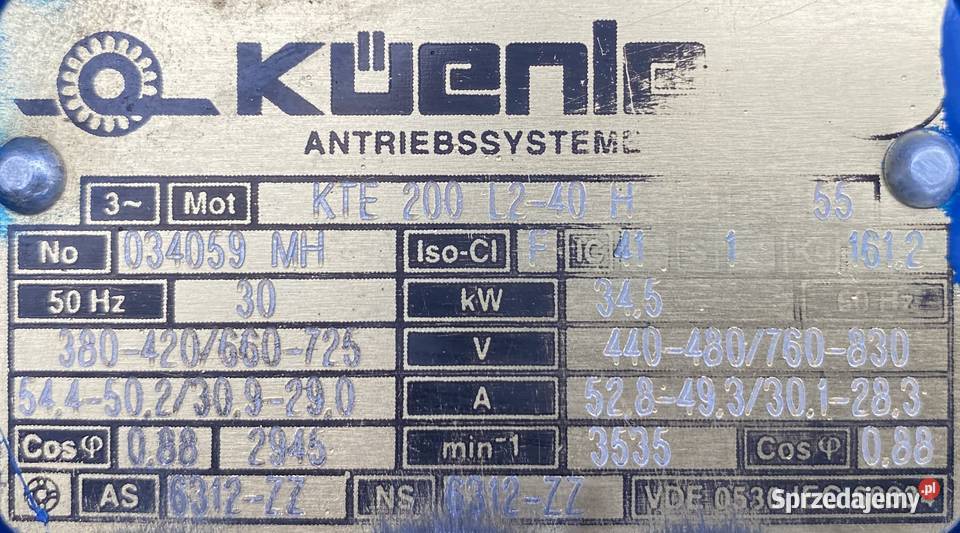 KÜENLE
ANTRIEBSSYSTEME
3~ Mot KTE 200 L2-40 H 55
No 034059 MH Iso-Cl F IC 41 S 1 Kg 161.2
50 Hz 30 kW 34,5 60 Hz
380-420/660-725 V 440-480/760-830
54,4-50,2/30,9-29,0 A 52,8-49,3/30,1-28,3
Cos φ 0.88 2945 min⁻¹ 3535 Cos φ 0.88
AS 6312-ZZ NS 6312-ZZ VDE 0530
Sprzedajemy.pl